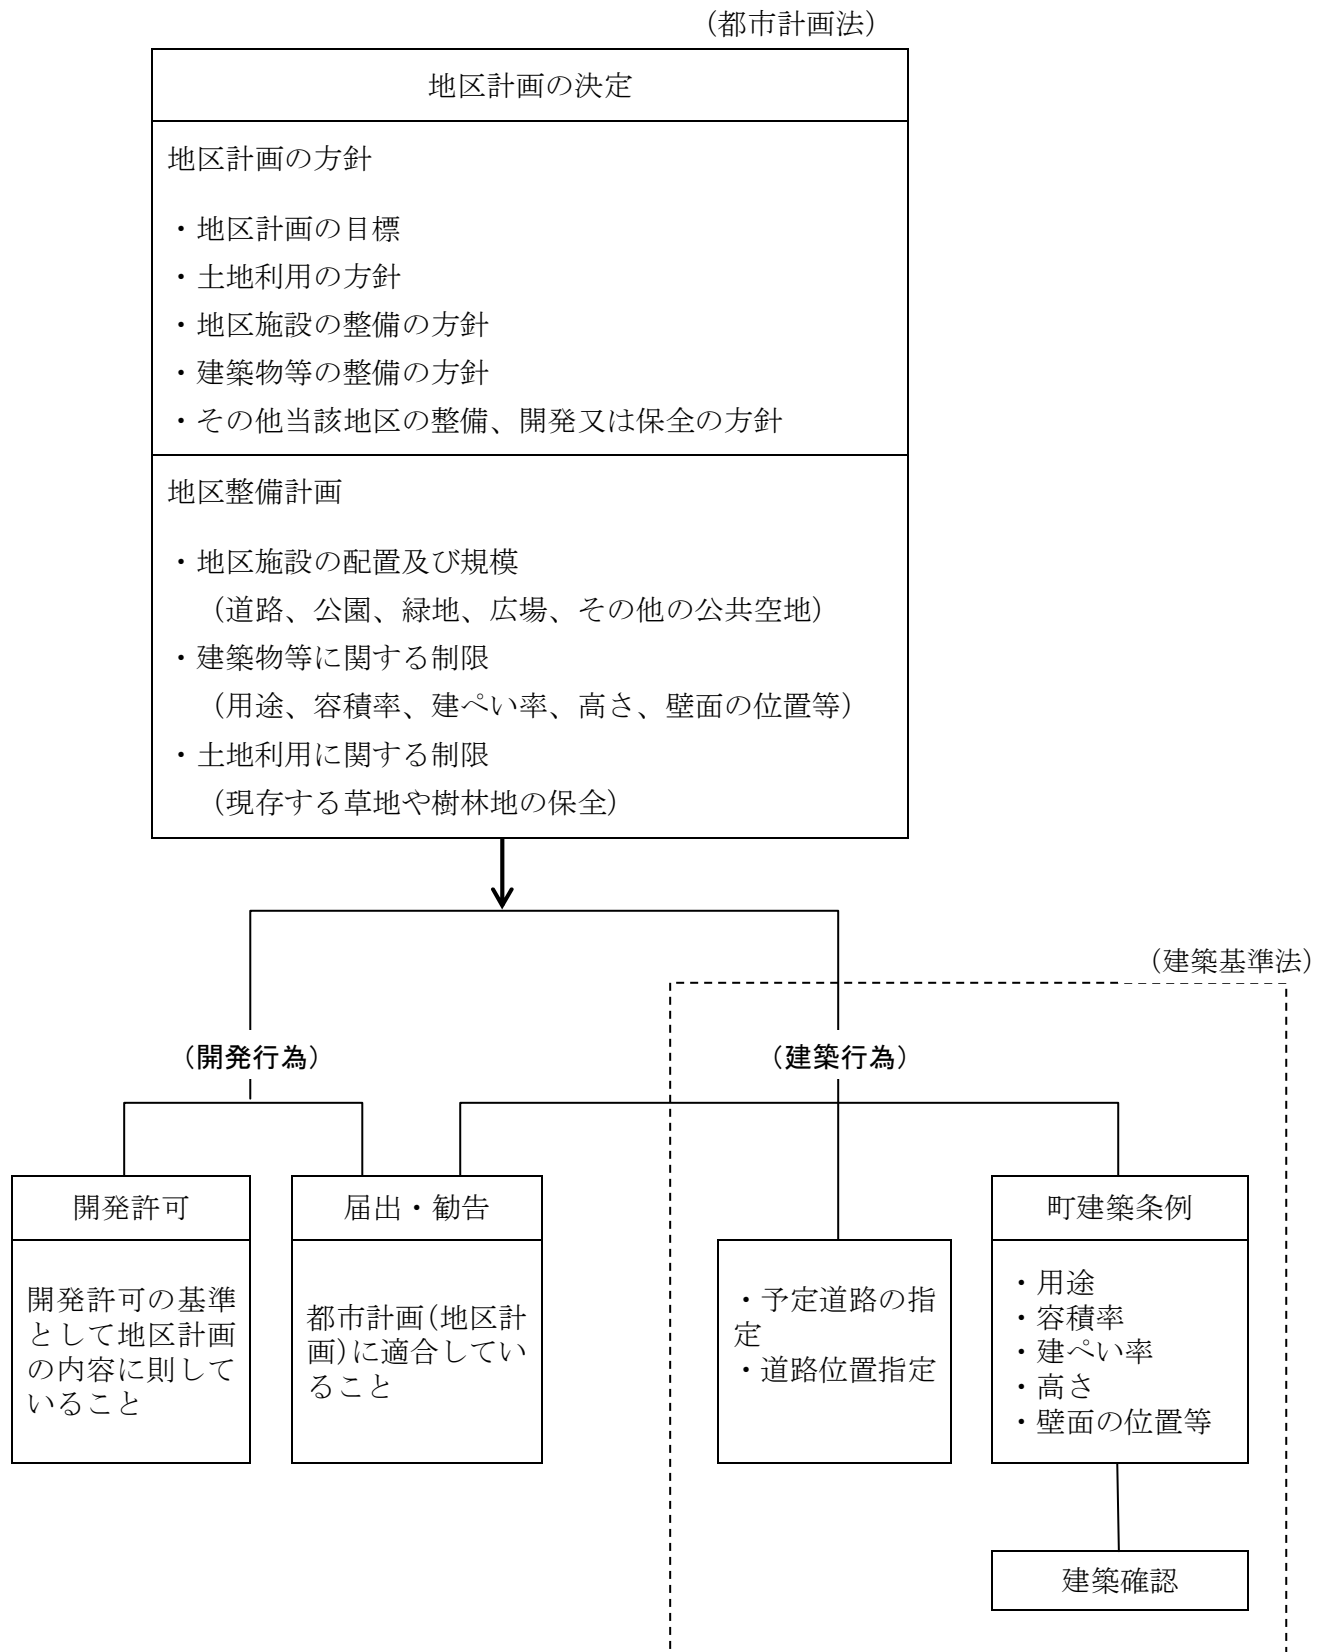 （都市計画法）
地区計画の決定
地区計画の方針
・地区計画の目標
・土地利用の方針
・地区施設の整備の方針
・建築物等の整備の方針
・その他当該地区の整備、開発又は保全の方針
地区整備計画
・地区施設の配置及び規模
（道路、公園、緑地、広場、その他の公共空地）
・建築物等に関する制限
（用途、容積率、建ぺい率、高さ、壁面の位置等）
・土地利用に関する制限
（現存する草地や樹林地の保全）
（建築基準法）
（開発行為）
（建築行為）
開発許可
開発許可の基準
として地区計画
の内容に則して
いること
届出・勧告
都市計画(地区計
画)に適合してい
ること
・予定道路の指
定
・道路位置指定
町建築条例
・用途
・容積率
・建ぺい率
・高さ
・壁面の位置等
建築確認